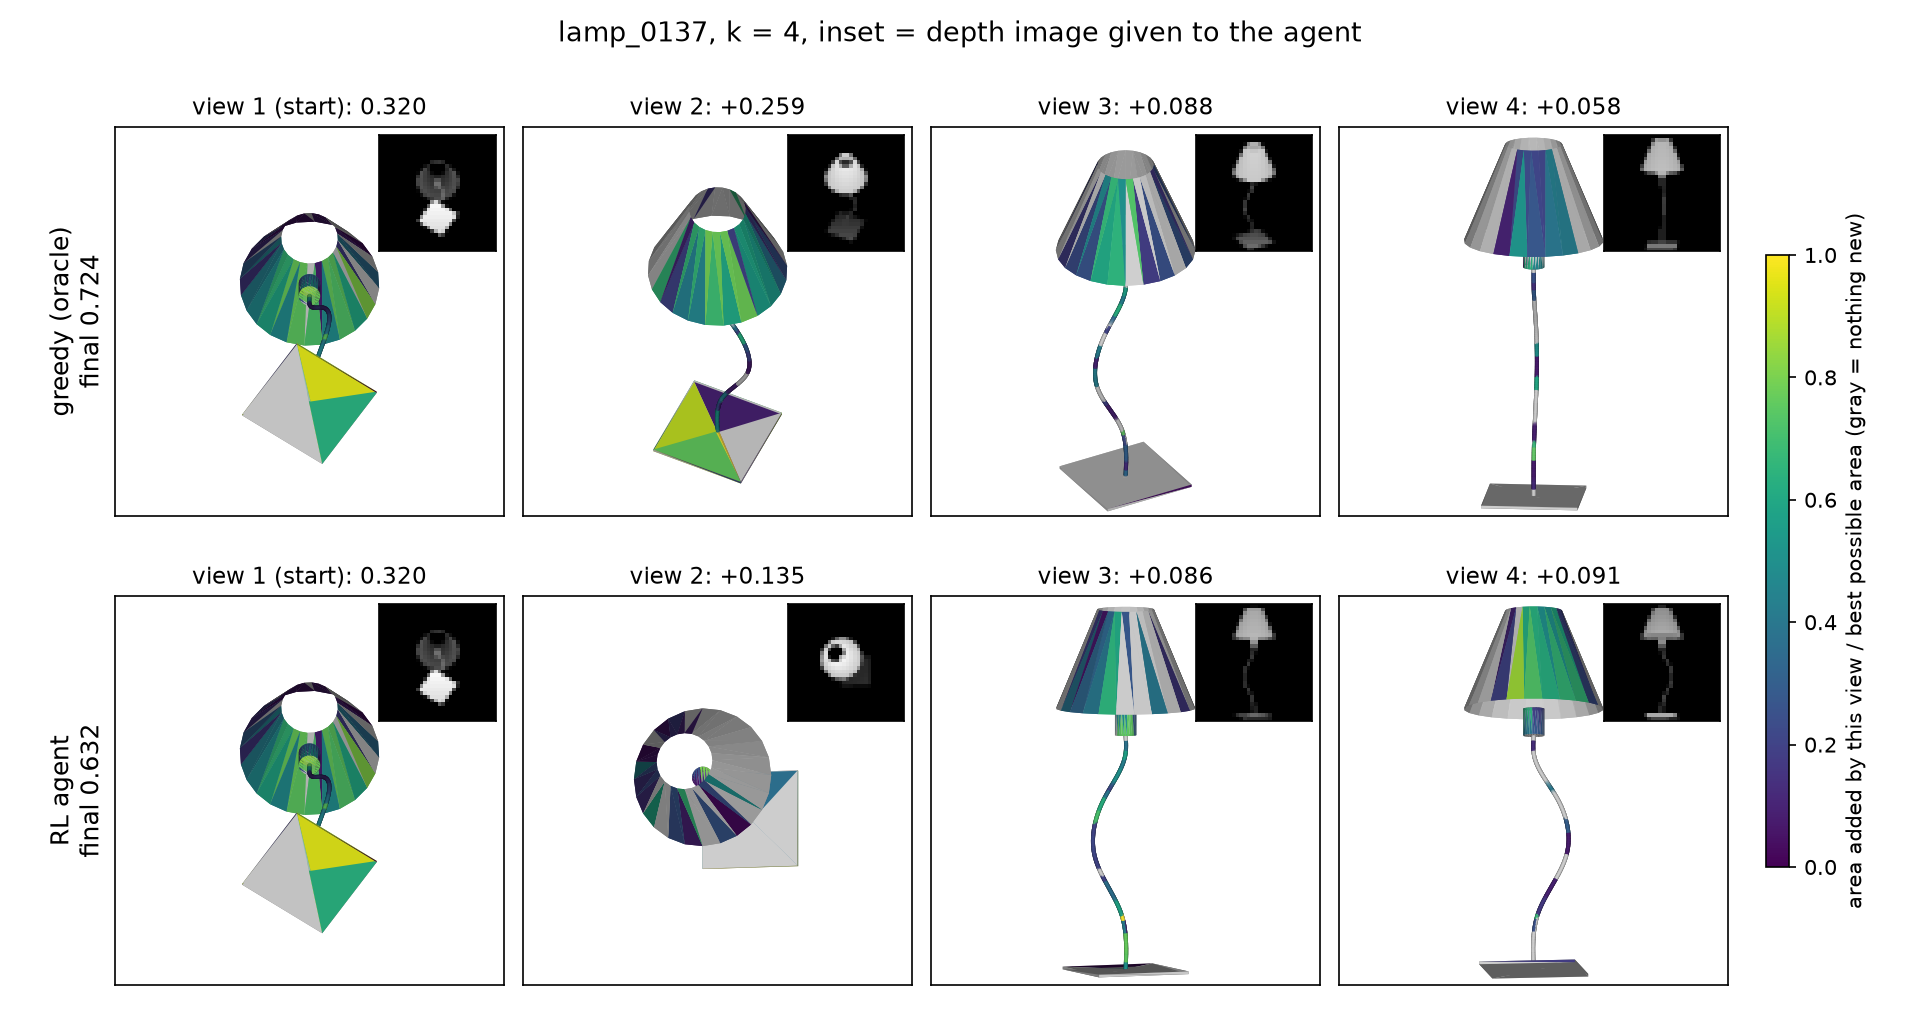 lamp_0137, k = 4, inset = depth image given to the agent
view 1 (start): 0.320
view 2: +0.259
view 3: +0.088
view 4: +0.058
greedy (oracle)
final 0.724
view 1 (start): 0.320
view 2: +0.135
view 3: +0.086
view 4: +0.091
RL agent
final 0.632
1.0
0.8
0.6
0.4
0.2
0.0
area added by this view / best possible area (gray = nothing new)